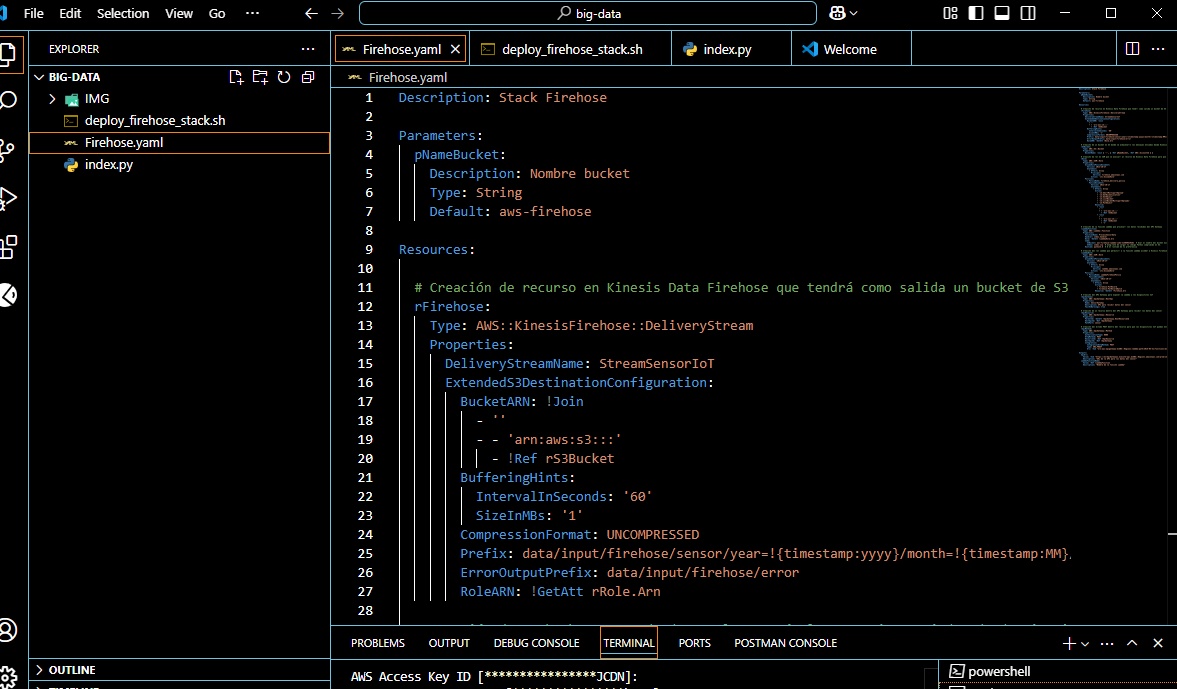 File Edit Selection View Go ··· big-data
EXPLORER ···
BIG-DATA
IMG
deploy_firehose_stack.sh
Firehose.yaml
index.py
OUTLINE
TIMELINE
Firehose.yaml deploy_firehose_stack.sh index.py Welcome ···
Firehose.yaml
1 Description: Stack Firehose
2
3 Parameters:
4 pNameBucket:
5 Description: Nombre bucket
6 Type: String
7 Default: aws-firehose
8
9 Resources:
10
11 # Creación de recurso en Kinesis Data Firehose que tendrá como salida un bucket de S3
12 rFirehose:
13 Type: AWS::KinesisFirehose::DeliveryStream
14 Properties:
15 DeliveryStreamName: StreamSensorIoT
16 ExtendedS3DestinationConfiguration:
17 BucketARN: !Join
18 - ''
19 - - 'arn:aws:s3:::'
20 - !Ref rS3Bucket
21 BufferingHints:
22 IntervalInSeconds: '60'
23 SizeInMBs: '1'
24 CompressionFormat: UNCOMPRESSED
25 Prefix: data/input/firehose/sensor/year=!{timestamp:yyyy}/month=!{timestamp:MM}
26 ErrorOutputPrefix: data/input/firehose/error
27 RoleARN: !GetAtt rRole.Arn
28
PROBLEMS OUTPUT DEBUG CONSOLE TERMINAL PORTS POSTMAN CONSOLE ···
AWS Access Key ID [****************JCDN]:
powershell